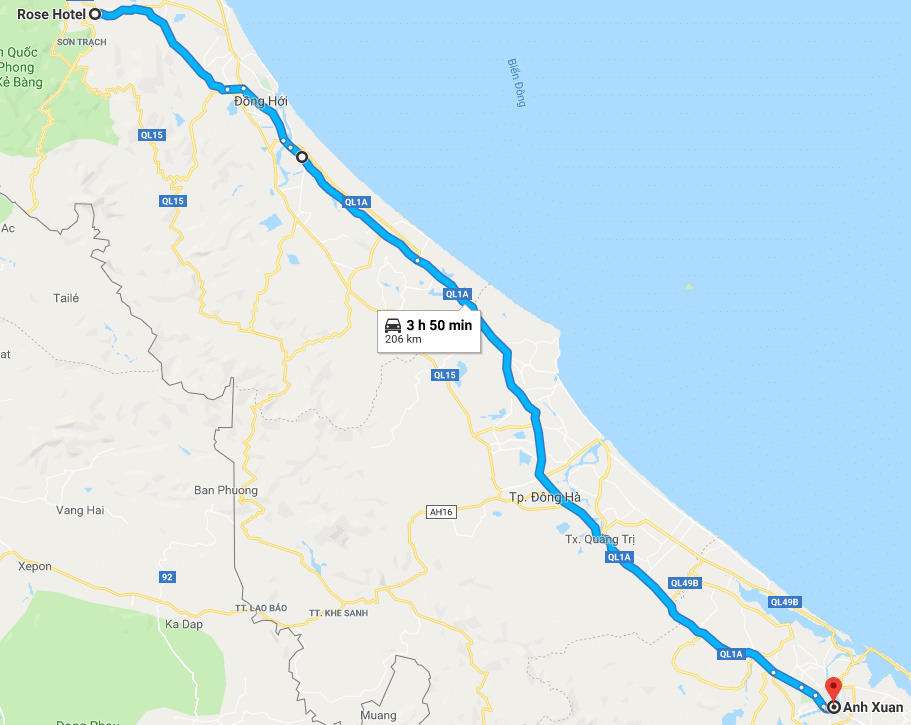 Rose Hotel
SƠN TRẠCH
n Quốc
Phong
Kẻ Bàng
Biển Đông
Đồng Hới
QL15
QL15
QL1A
Ac
Tailé
QL1A
3 h 50 min
206 km
at
QL15
Ban Phuong
Tp. Đông Hà
Vang Hai
AH16
Tx. Quảng Trị
QL1A
Xepon
92
QL49B
QL49B
TT. LAO BẢO
TT. KHE SANH
Ka Dap
QL1A
Anh Xuan
Muang